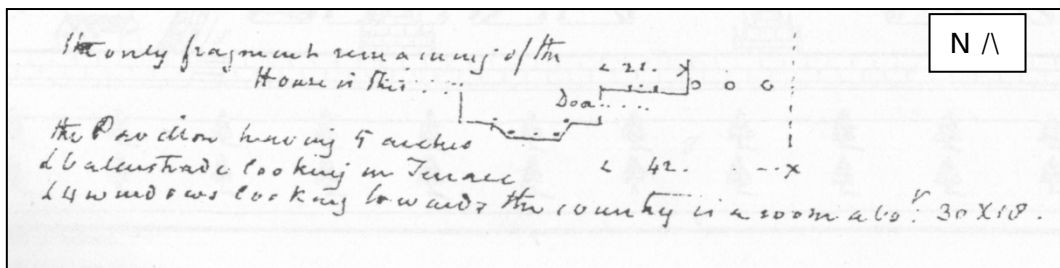 N /\
The only fragment remaining of the
House is this
< 21. X
Door
the Pavilion having 5 arches
& balustrade looking on Terrace
< 42. X
& 4 windows looking towards the country is a room abo.t 30 X 18.